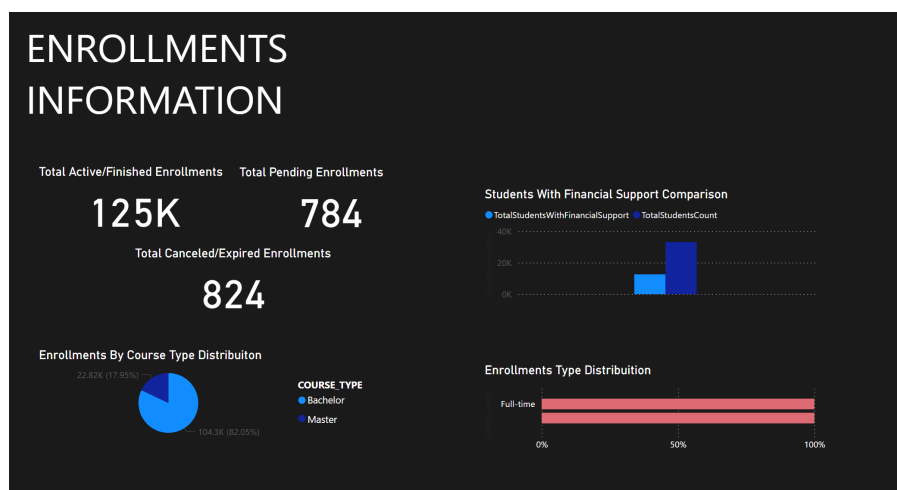 ENROLLMENTS
INFORMATION
Total Active/Finished Enrollments
Total Pending Enrollments
125K
784
Total Canceled/Expired Enrollments
824
Enrollments By Course Type Distribuiton
22.82K (17.95%)
104.3K (82.05%)
COURSE_TYPE
Bachelor
Master
Students With Financial Support Comparison
TotalStudentsWithFinancialSupport
TotalStudentsCount
40K
20K
0K
Enrollments Type Distribuition
Full-time
0%
50%
100%